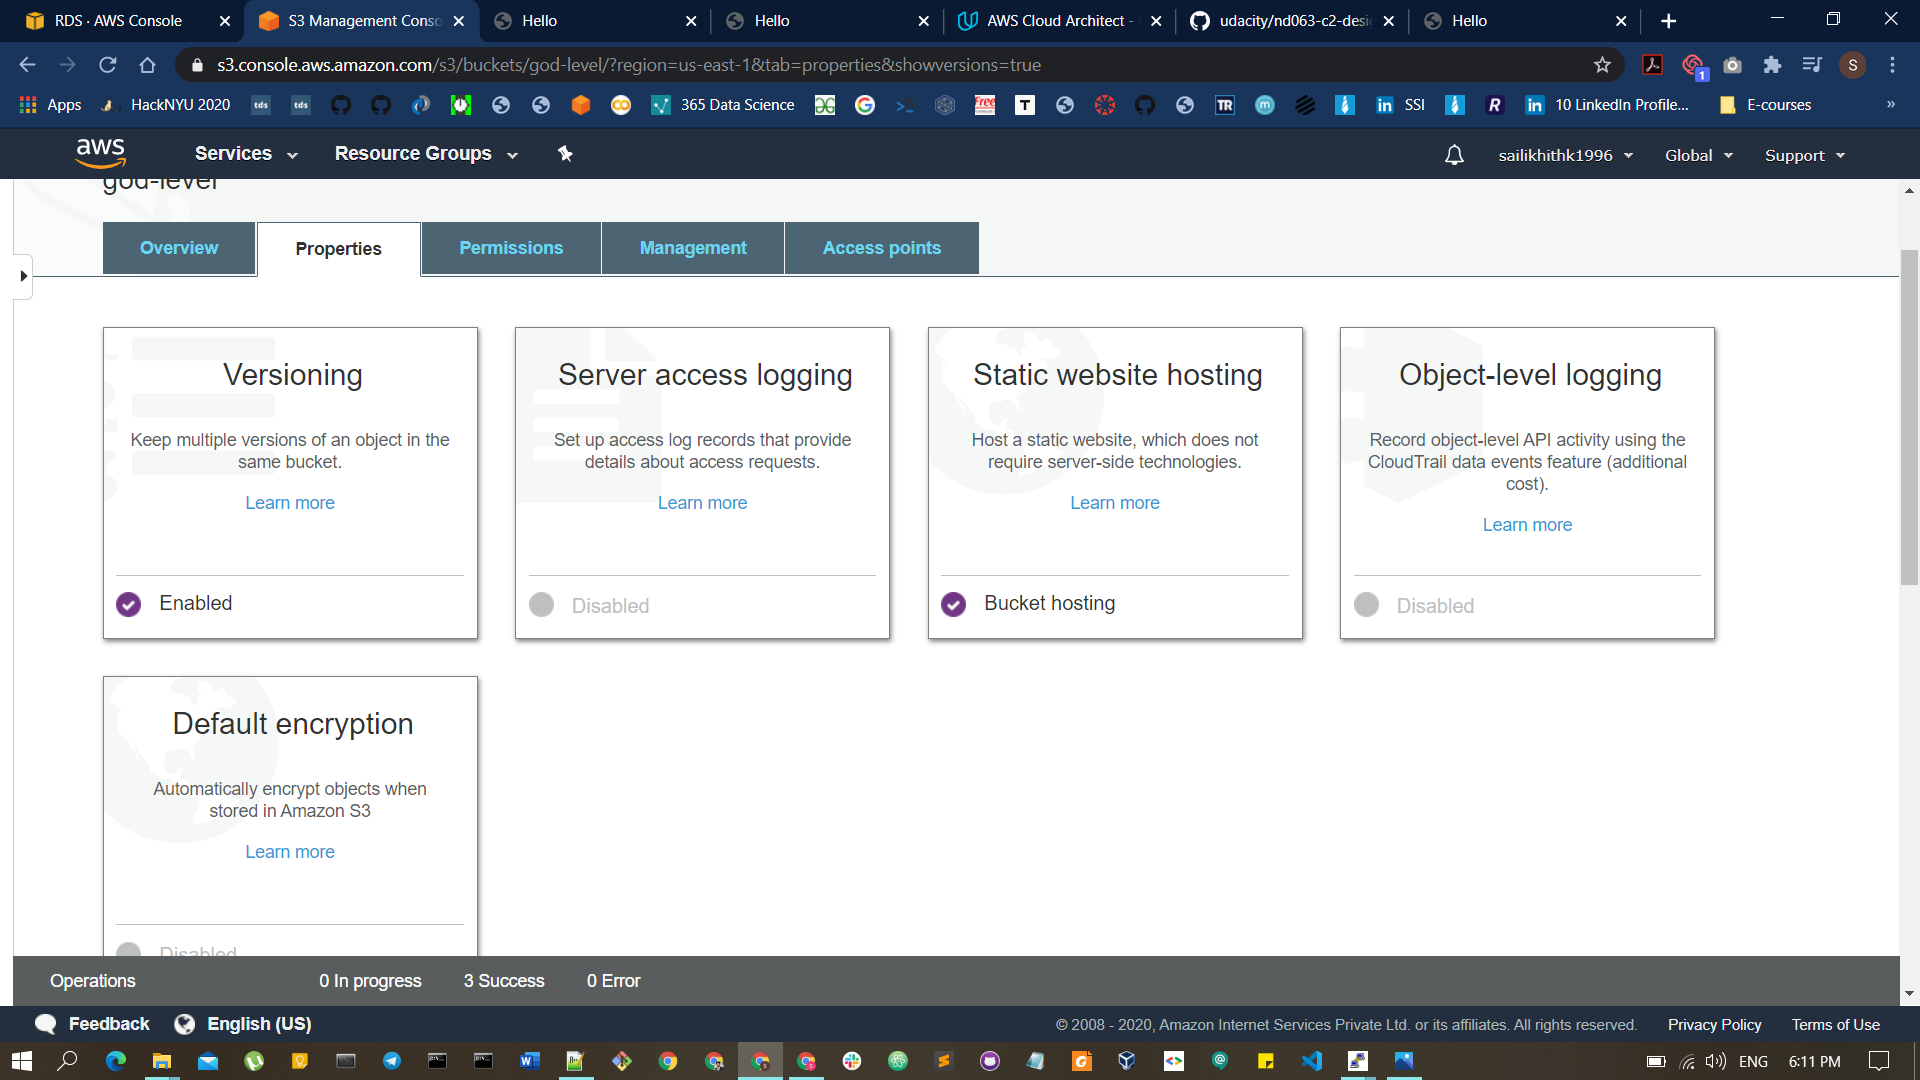 RDS · AWS Console
S3 Management Conso
Hello
Hello
AWS Cloud Architect -
udacity/nd063-c2-desi
Hello
s3.console.aws.amazon.com/s3/buckets/god-level/?region=us-east-1&tab=properties&showversions=true
S
1
Apps
HackNYU 2020
tds
tds
365 Data Science
Free
T
TR
m
in SSI
R
in 10 LinkedIn Profile...
E-courses
»
aws
Services
Resource Groups
sailikhithk1996
Global
Support
god-level
Overview
Properties
Permissions
Management
Access points
Versioning
Keep multiple versions of an object in the
same bucket.
Learn more
Enabled
Server access logging
Set up access log records that provide
details about access requests.
Learn more
Disabled
Static website hosting
Host a static website, which does not
require server-side technologies.
Learn more
Bucket hosting
Object-level logging
Record object-level API activity using the
CloudTrail data events feature (additional
cost).
Learn more
Disabled
Default encryption
Automatically encrypt objects when
stored in Amazon S3
Learn more
Disabled
Operations
0 In progress
3 Success
0 Error
Feedback
English (US)
© 2008 - 2020, Amazon Internet Services Private Ltd. or its affiliates. All rights reserved.
Privacy Policy
Terms of Use
ENG
6:11 PM